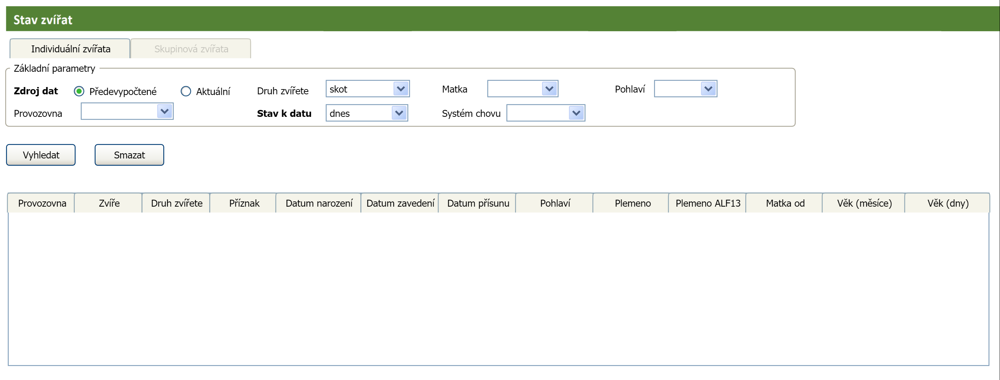 Stav zvířat
Individuální zvířata Skupinová zvířata
Základní parametry
Zdroj dat Předevypočtené Aktuální Druh zvířete skot Matka Pohlaví
Provozovna Stav k datu dnes Systém chovu
Vyhledat Smazat
Provozovna Zvíře Druh zvířete Příznak Datum narození Datum zavedení Datum přísunu Pohlaví Plemeno Plemeno ALF13 Matka od Věk (měsíce) Věk (dny)